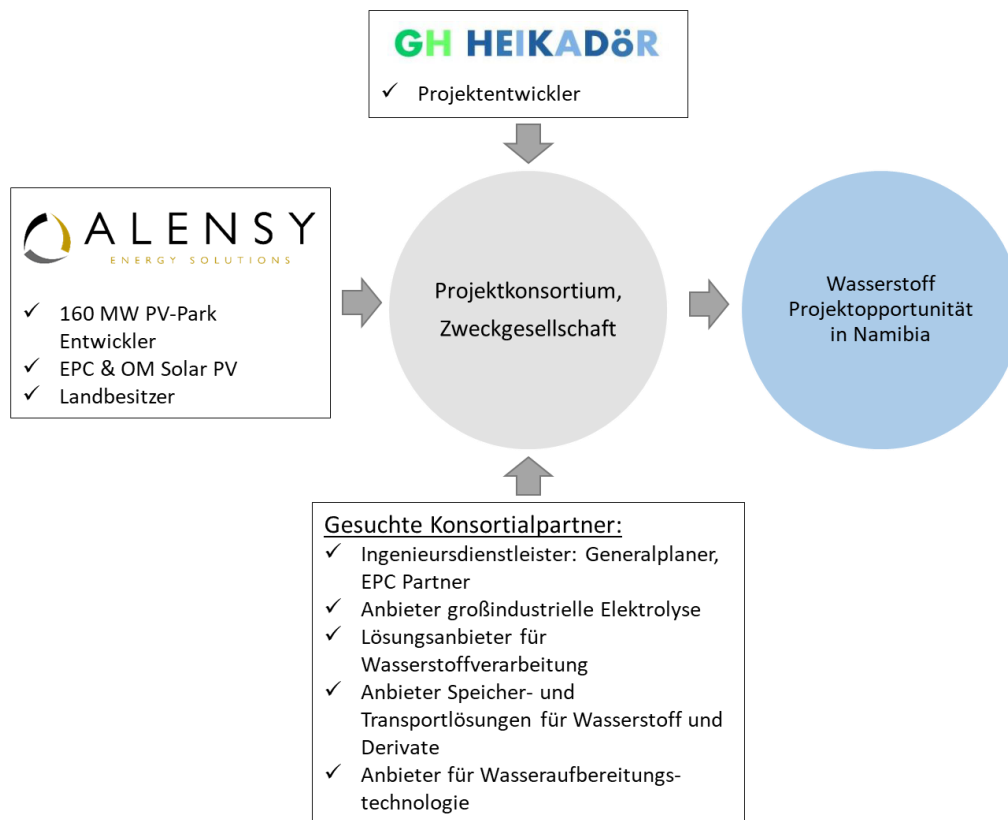 GH HEIKADÖR
✓ Projektentwickler
ALENSY
ENERGY SOLUTIONS
✓ 160 MW PV-Park
Entwickler
✓ EPC & OM Solar PV
✓ Landbesitzer
Projektkonsortium,
Zweckgesellschaft
Wasserstoff
Projektopportunität
in Namibia
Gesuchte Konsortialpartner:
✓ Ingenieursdienstleister: Generalplaner,
EPC Partner
✓ Anbieter großindustrielle Elektrolyse
✓ Lösungsanbieter für
Wasserstoffverarbeitung
✓ Anbieter Speicher- und
Transportlösungen für Wasserstoff und
Derivate
✓ Anbieter für Wasseraufbereitungs-
technologie